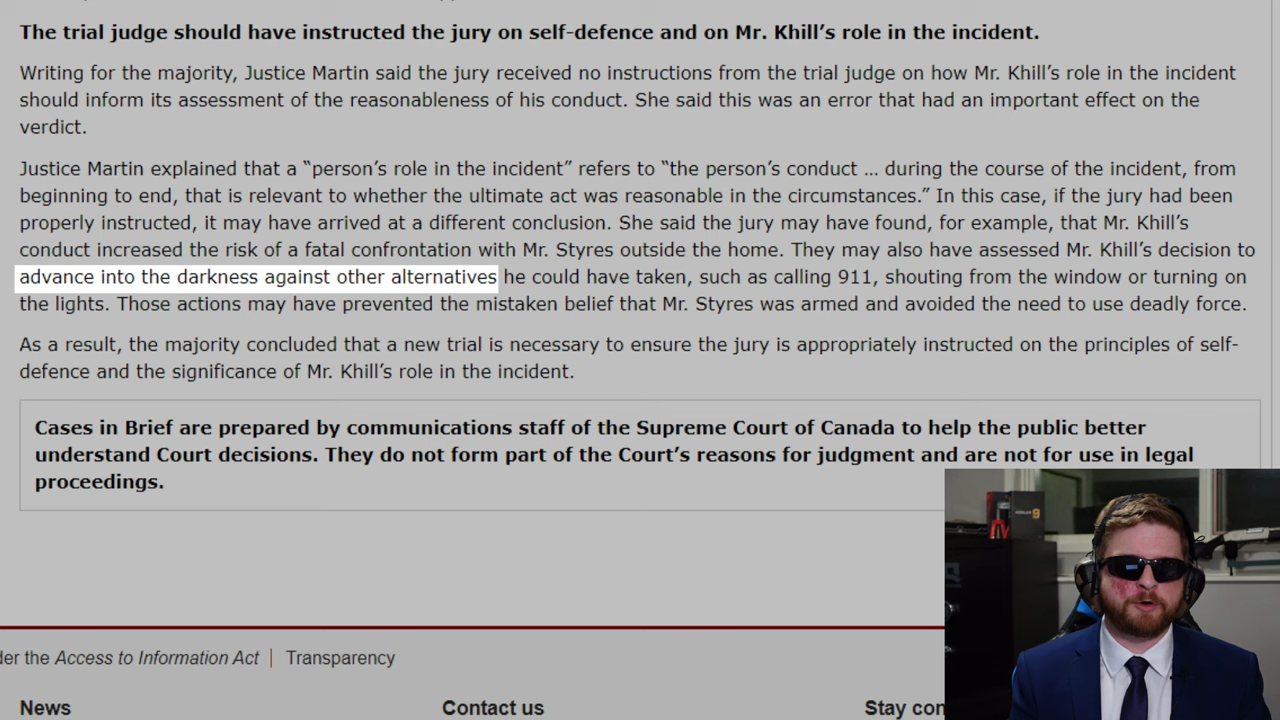 The trial judge should have instructed the jury on self-defence and on Mr. Khill’s role in the incident.
Writing for the majority, Justice Martin said the jury received no instructions from the trial judge on how Mr. Khill’s role in the incident
should inform its assessment of the reasonableness of his conduct. She said this was an error that had an important effect on the
verdict.
Justice Martin explained that a “person’s role in the incident” refers to “the person’s conduct ... during the course of the incident, from
beginning to end, that is relevant to whether the ultimate act was reasonable in the circumstances.” In this case, if the jury had been
properly instructed, it may have arrived at a different conclusion. She said the jury may have found, for example, that Mr. Khill’s
conduct increased the risk of a fatal confrontation with Mr. Styres outside the home. They may also have assessed Mr. Khill’s decision to
advance into the darkness against other alternatives he could have taken, such as calling 911, shouting from the window or turning on
the lights. Those actions may have prevented the mistaken belief that Mr. Styres was armed and avoided the need to use deadly force.
As a result, the majority concluded that a new trial is necessary to ensure the jury is appropriately instructed on the principles of self-
defence and the significance of Mr. Khill’s role in the incident.
Cases in Brief are prepared by communications staff of the Supreme Court of Canada to help the public better
understand Court decisions. They do not form part of the Court’s reasons for judgment and are not for use in legal
proceedings.
der the Access to Information Act | Transparency
News Contact us Stay con